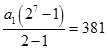 a₁(2⁷−1)/(2−1) = 381